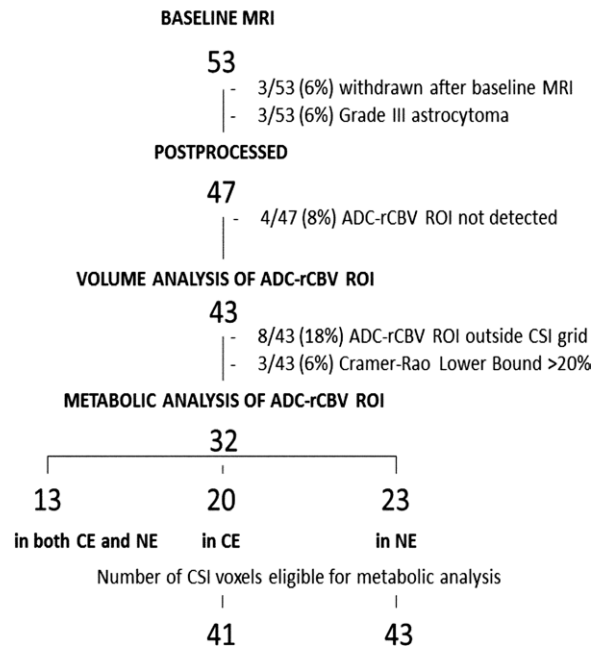 BASELINE MRI
53
- 3/53 (6%) withdrawn after baseline MRI
- 3/53 (6%) Grade III astrocytoma
POSTPROCESSED
47
- 4/47 (8%) ADC-rCBV ROI not detected
VOLUME ANALYSIS OF ADC-rCBV ROI
43
- 8/43 (18%) ADC-rCBV ROI outside CSI grid
- 3/43 (6%) Cramer-Rao Lower Bound >20%
METABOLIC ANALYSIS OF ADC-rCBV ROI
32
13 20 23
in both CE and NE in CE in NE
Number of CSI voxels eligible for metabolic analysis
41 43